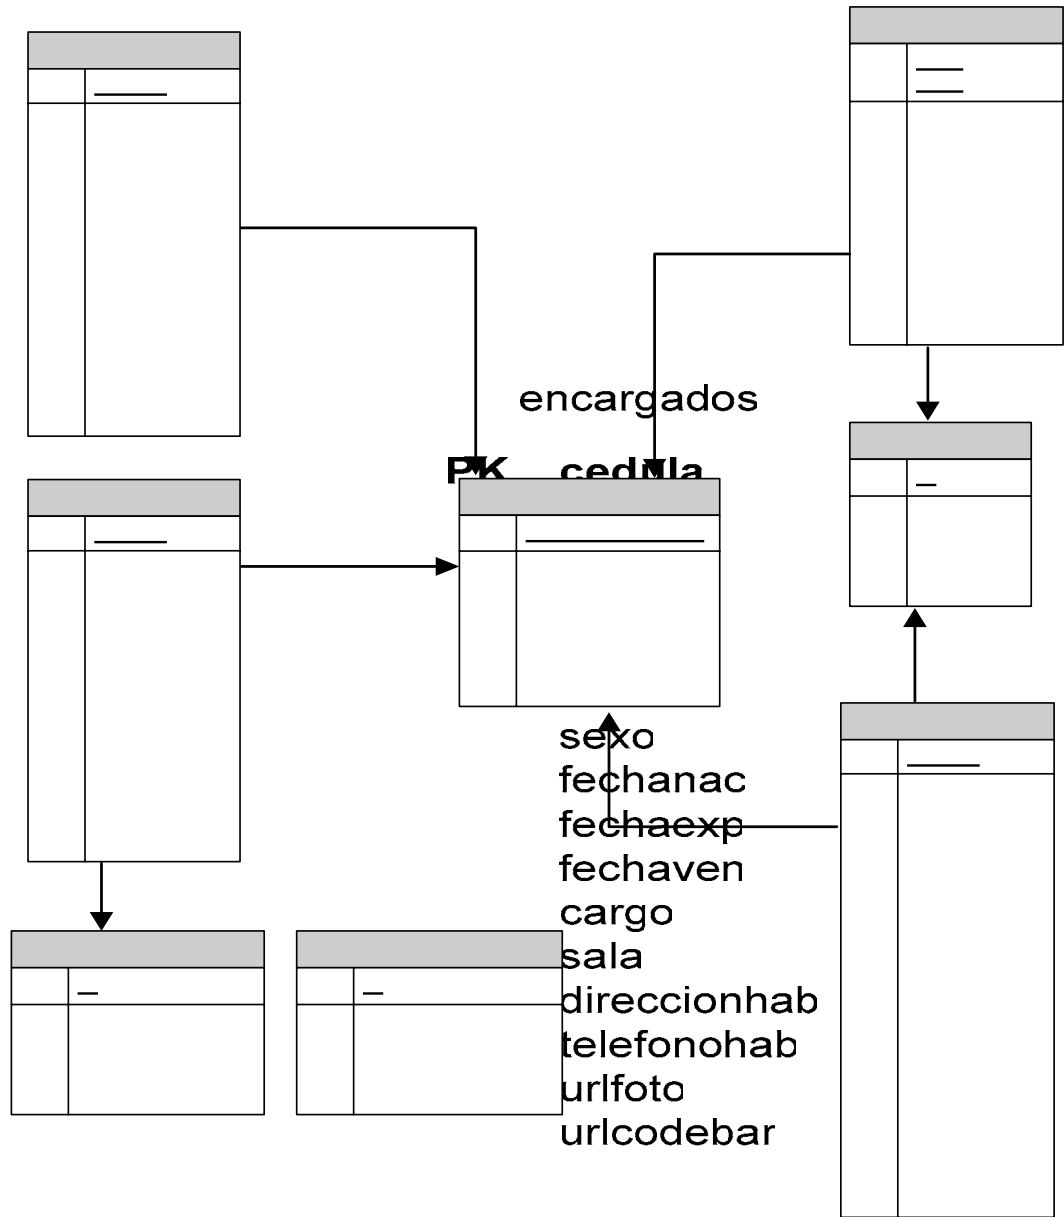 encargados
PK cedula
sexo
fechanac
fechaexp
fechaven
cargo
sala
direccionhab
telefonohab
urlfoto
urlcodebar